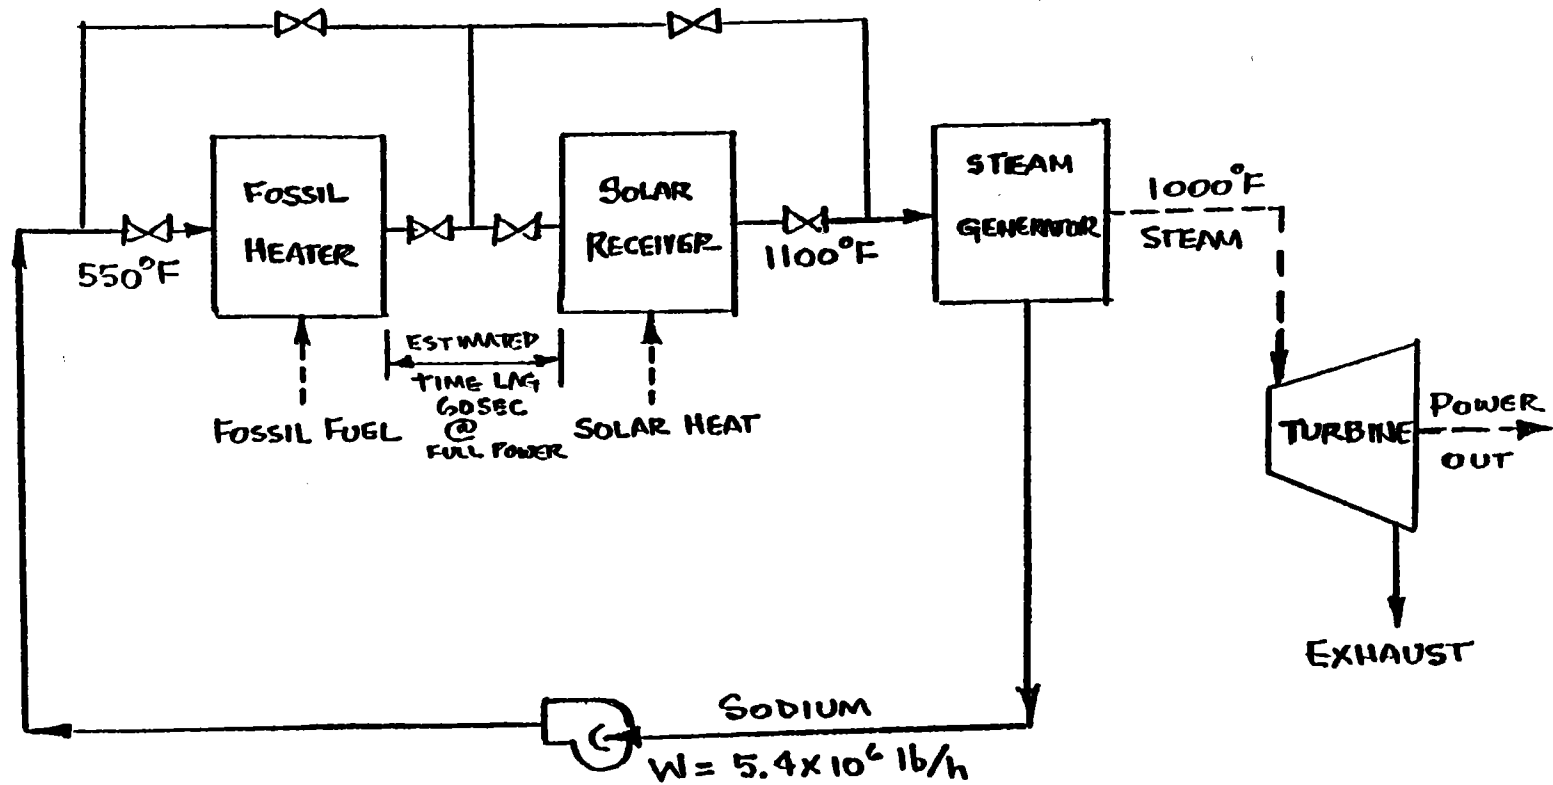 FOSSIL
HEATER
SOLAR
RECEIVER
STEAM
GENERATOR
1000°F
STEAM
550°F
1100°F
ESTIMATED
TIME LAG
60SEC
@
FULL POWER
FOSSIL FUEL
SOLAR HEAT
TURBINE
POWER
OUT
EXHAUST
SODIUM
W = 5.4 x 10⁶ lb/h